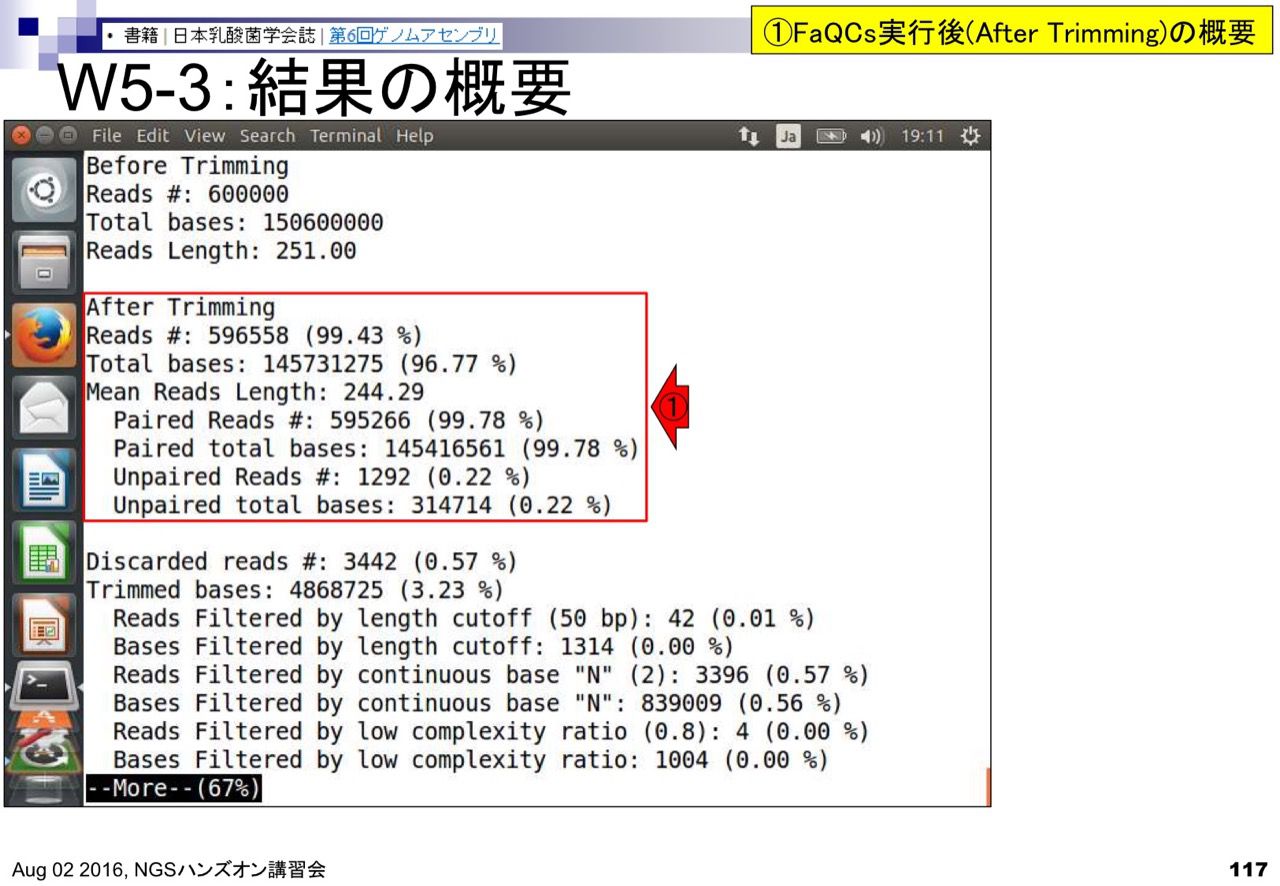 • 書籍 | 日本乳酸菌学会誌 | 第6回ゲノムアセンブリ
①FaQCs実行後(After Trimming)の概要
W5-3：結果の概要
File Edit View Search Terminal Help
Ja
19:11
Before Trimming
Reads #: 600000
Total bases: 150600000
Reads Length: 251.00
After Trimming
Reads #: 596558 (99.43 %)
Total bases: 145731275 (96.77 %)
Mean Reads Length: 244.29
Paired Reads #: 595266 (99.78 %)
Paired total bases: 145416561 (99.78 %)
Unpaired Reads #: 1292 (0.22 %)
Unpaired total bases: 314714 (0.22 %)
①
Discarded reads #: 3442 (0.57 %)
Trimmed bases: 4868725 (3.23 %)
Reads Filtered by length cutoff (50 bp): 42 (0.01 %)
Bases Filtered by length cutoff: 1314 (0.00 %)
Reads Filtered by continuous base "N" (2): 3396 (0.57 %)
Bases Filtered by continuous base "N": 839009 (0.56 %)
Reads Filtered by low complexity ratio (0.8): 4 (0.00 %)
Bases Filtered by low complexity ratio: 1004 (0.00 %)
--More--(67%)
Aug 02 2016, NGSハンズオン講習会
117